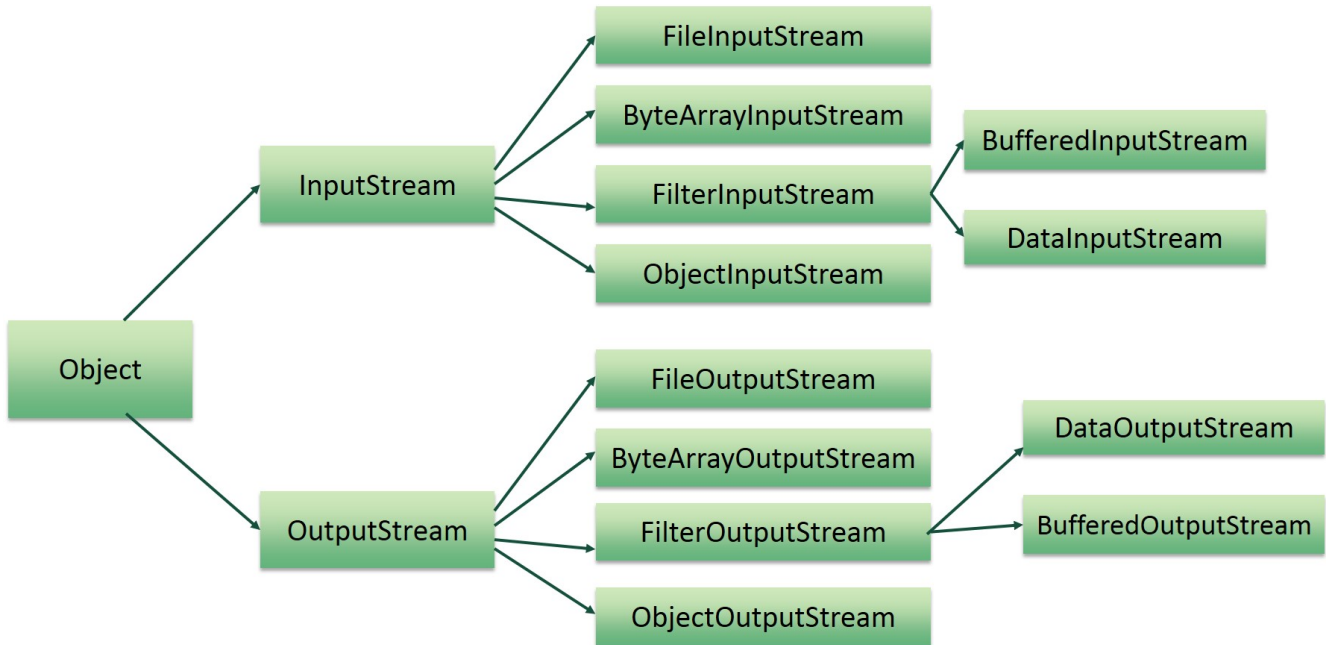 Object
InputStream
FileInputStream
ByteArrayInputStream
FilterInputStream
ObjectInputStream
BufferedInputStream
DataInputStream
OutputStream
FileOutputStream
ByteArrayOutputStream
FilterOutputStream
ObjectOutputStream
DataOutputStream
BufferedOutputStream